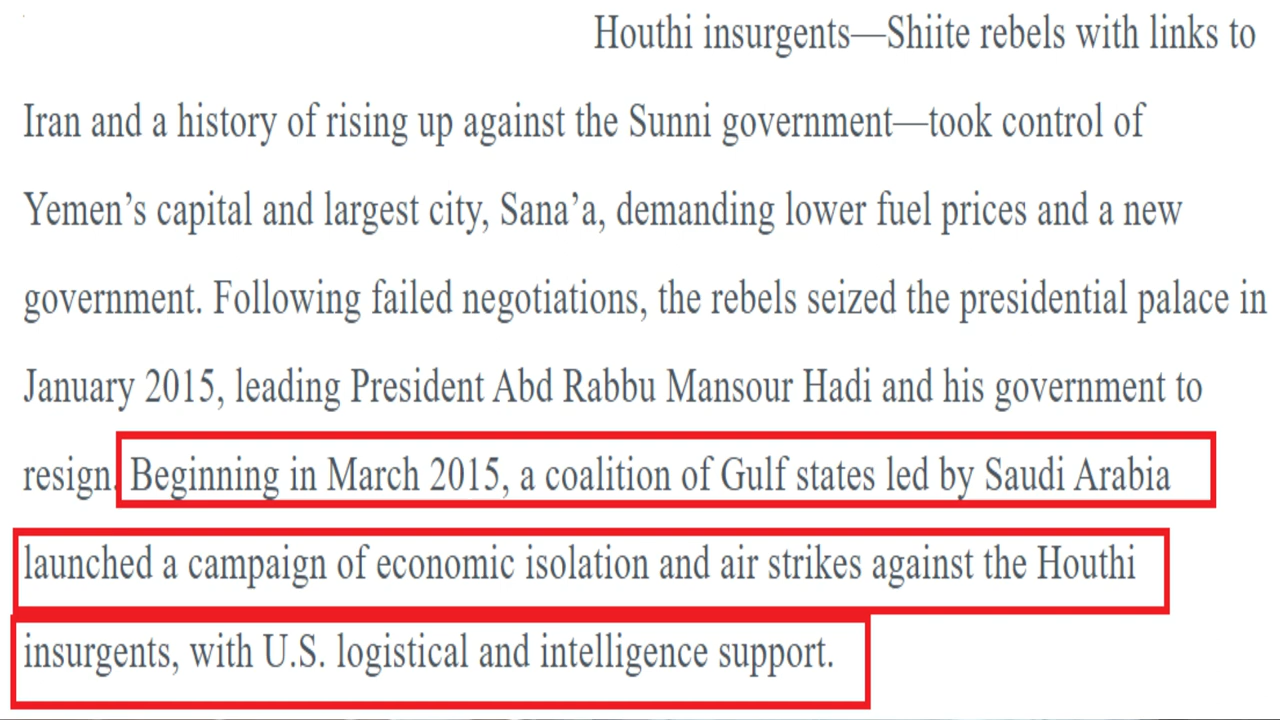 Houthi insurgents—Shiite rebels with links to
Iran and a history of rising up against the Sunni government—took control of
Yemen’s capital and largest city, Sana’a, demanding lower fuel prices and a new
government. Following failed negotiations, the rebels seized the presidential palace in
January 2015, leading President Abd Rabbu Mansour Hadi and his government to
resign. Beginning in March 2015, a coalition of Gulf states led by Saudi Arabia
launched a campaign of economic isolation and air strikes against the Houthi
insurgents, with U.S. logistical and intelligence support.